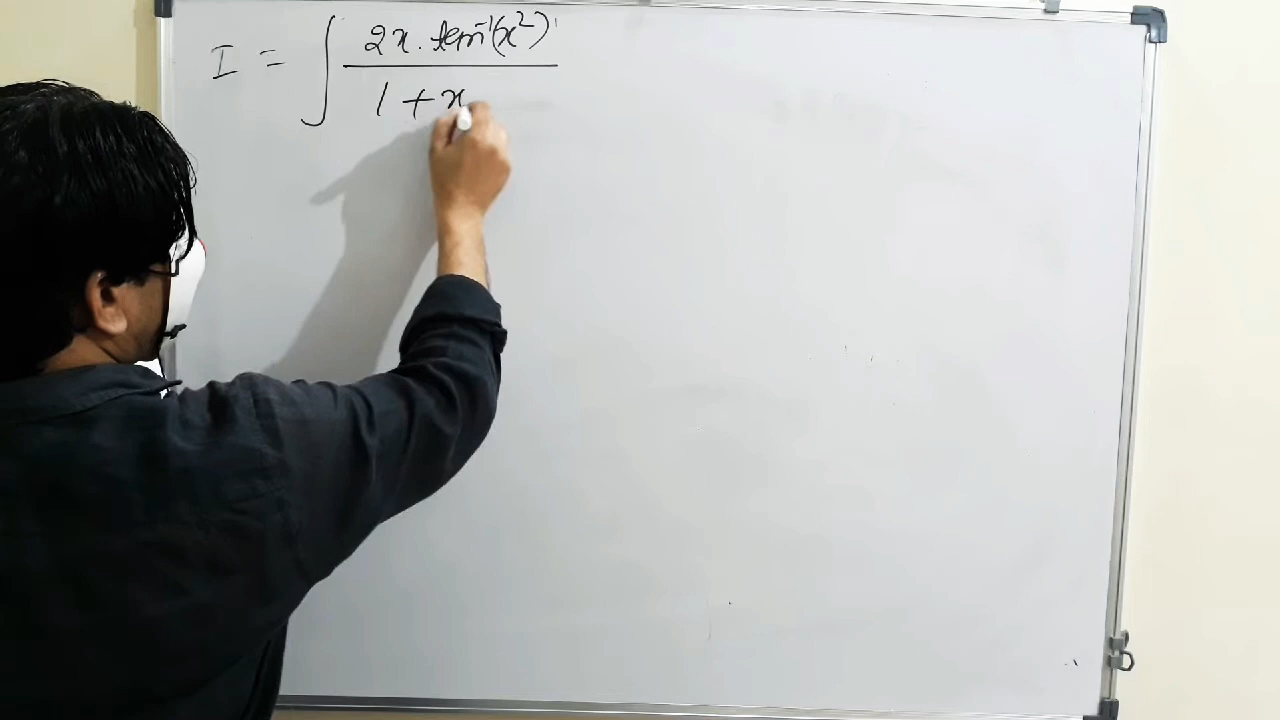 I = ∫ 2x . tan⁻¹(x²) / 1 + x